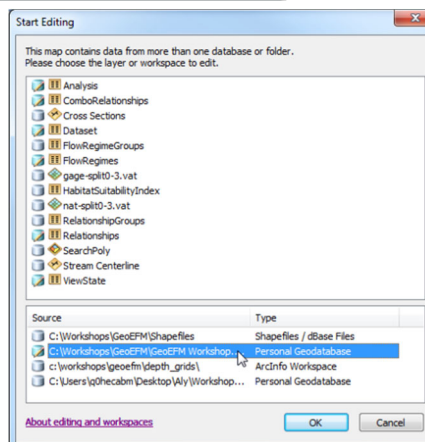 Start Editing
This map contains data from more than one database or folder.
Please choose the layer or workspace to edit.
Analysis
ComboRelationships
Cross Sections
Dataset
FlowRegimeGroups
FlowRegimes
gage-split0-3.vat
HabitatSuitabilityIndex
nat-split0-3.vat
RelationshipGroups
Relationships
SearchPoly
Stream Centerline
ViewState
Source Type
C:\Workshops\GeoEFM\Shapefiles Shapefiles / dBase Files
C:\Workshops\GeoEFM\GeoEFM Workshop... Personal Geodatabase
c:\workshops\geoefm\depth_grids\ ArcInfo Workspace
C:\Users\q0hecabm\Desktop\Aly\Workshop... Personal Geodatabase
About editing and workspaces OK Cancel